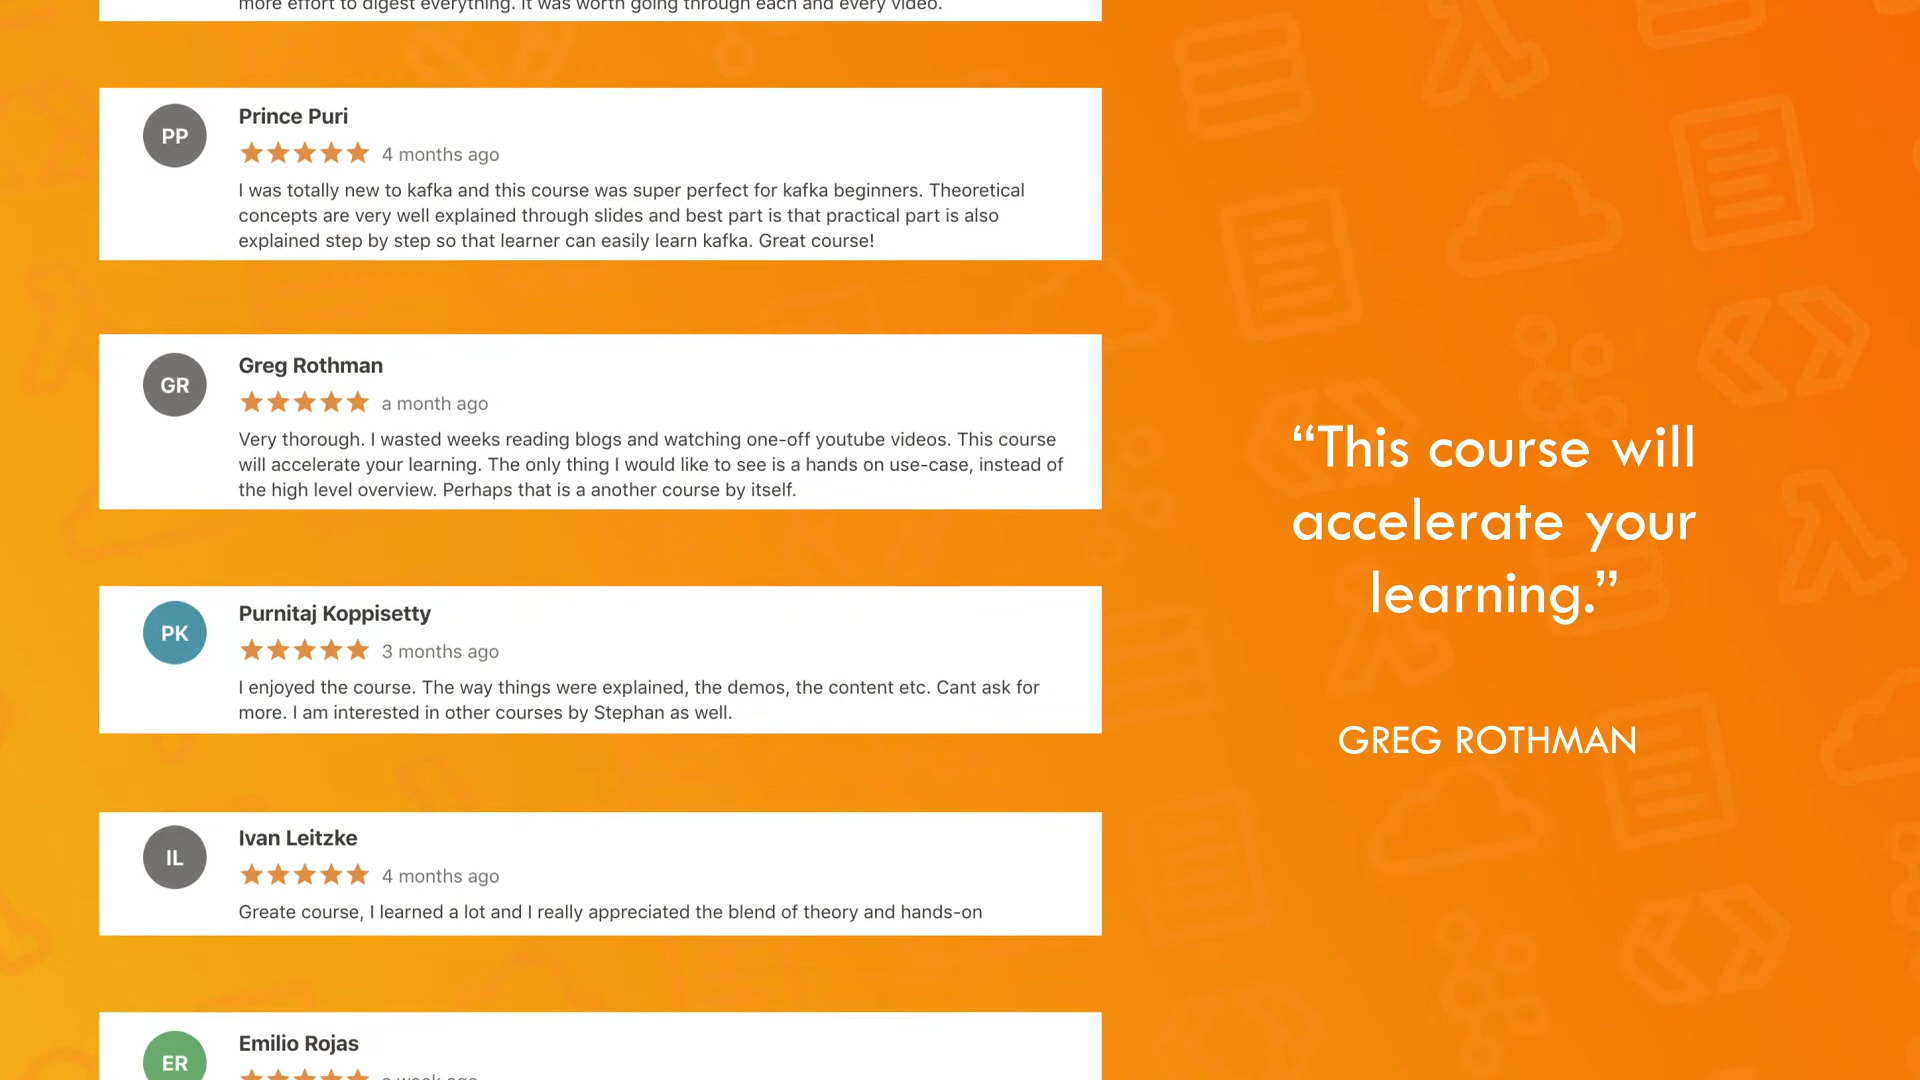 more effort to digest everything. It was worth going through each and every video.
PP
Prince Puri
4 months ago
I was totally new to kafka and this course was super perfect for kafka beginners. Theoretical
concepts are very well explained through slides and best part is that practical part is also
explained step by step so that learner can easily learn kafka. Great course!
GR
Greg Rothman
a month ago
Very thorough. I wasted weeks reading blogs and watching one-off youtube videos. This course
will accelerate your learning. The only thing I would like to see is a hands on use-case, instead of
the high level overview. Perhaps that is a another course by itself.
PK
Purnitaj Koppisetty
3 months ago
I enjoyed the course. The way things were explained, the demos, the content etc. Cant ask for
more. I am interested in other courses by Stephan as well.
IL
Ivan Leitzke
4 months ago
Greate course, I learned a lot and I really appreciated the blend of theory and hands-on
ER
Emilio Rojas
a week ago
“This course will
accelerate your
learning.”
GREG ROTHMAN